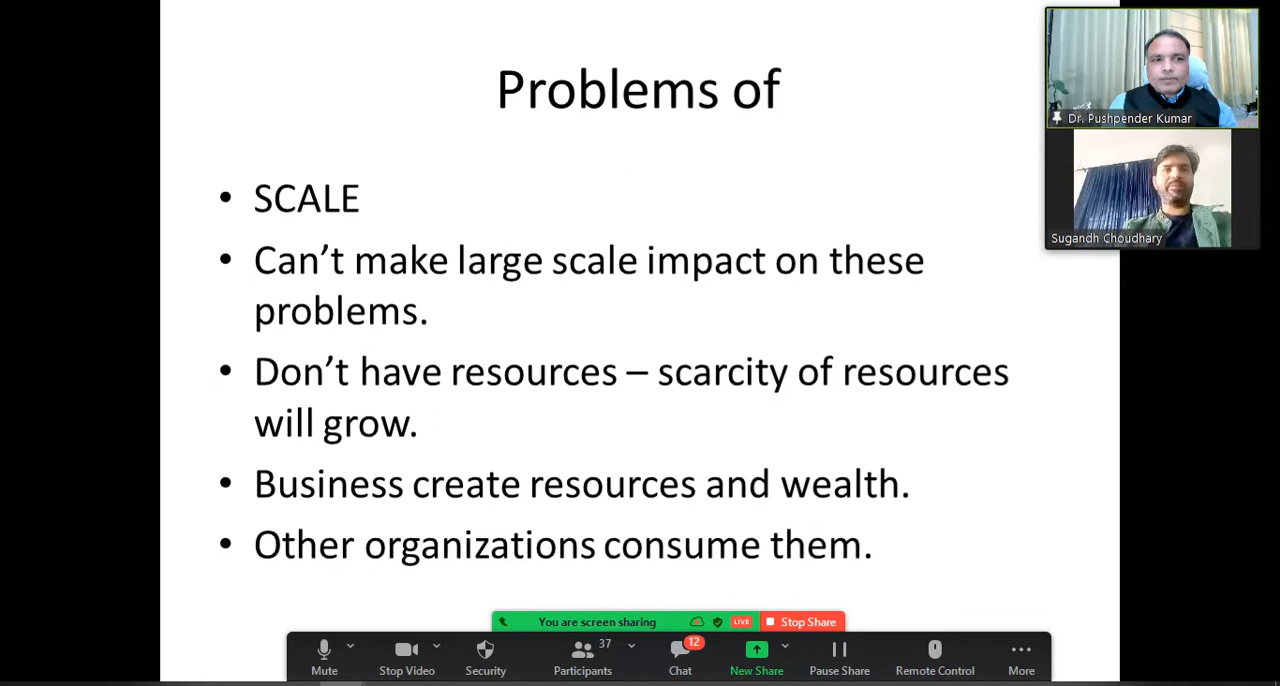 Problems of
• SCALE
• Can’t make large scale impact on these
problems.
• Don’t have resources – scarcity of resources
will grow.
• Business create resources and wealth.
• Other organizations consume them.
Dr. Pushpender Kumar
Sugandh Choudhary
You are screen sharing LIVE Stop Share
37 12
Mute Stop Video Security Participants Chat New Share Pause Share Remote Control More